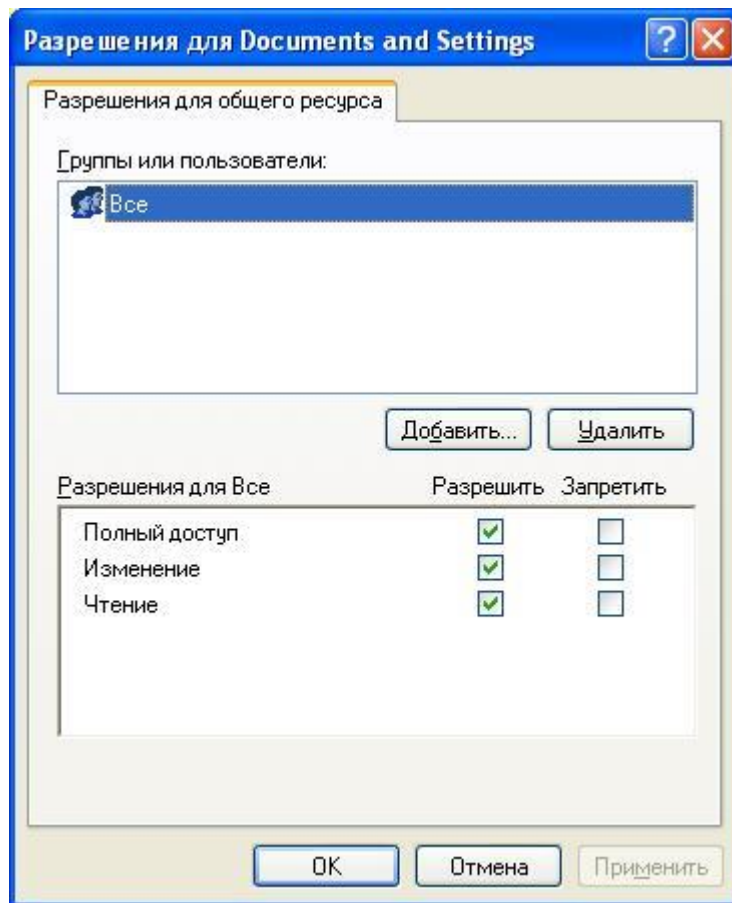 Разрешения для Documents and Settings
Разрешения для общего ресурса
Группы или пользователи:
Все
Добавить... Удалить
Разрешения для Все Разрешить Запретить
Полный доступ
Изменение
Чтение
OK Отмена Применить